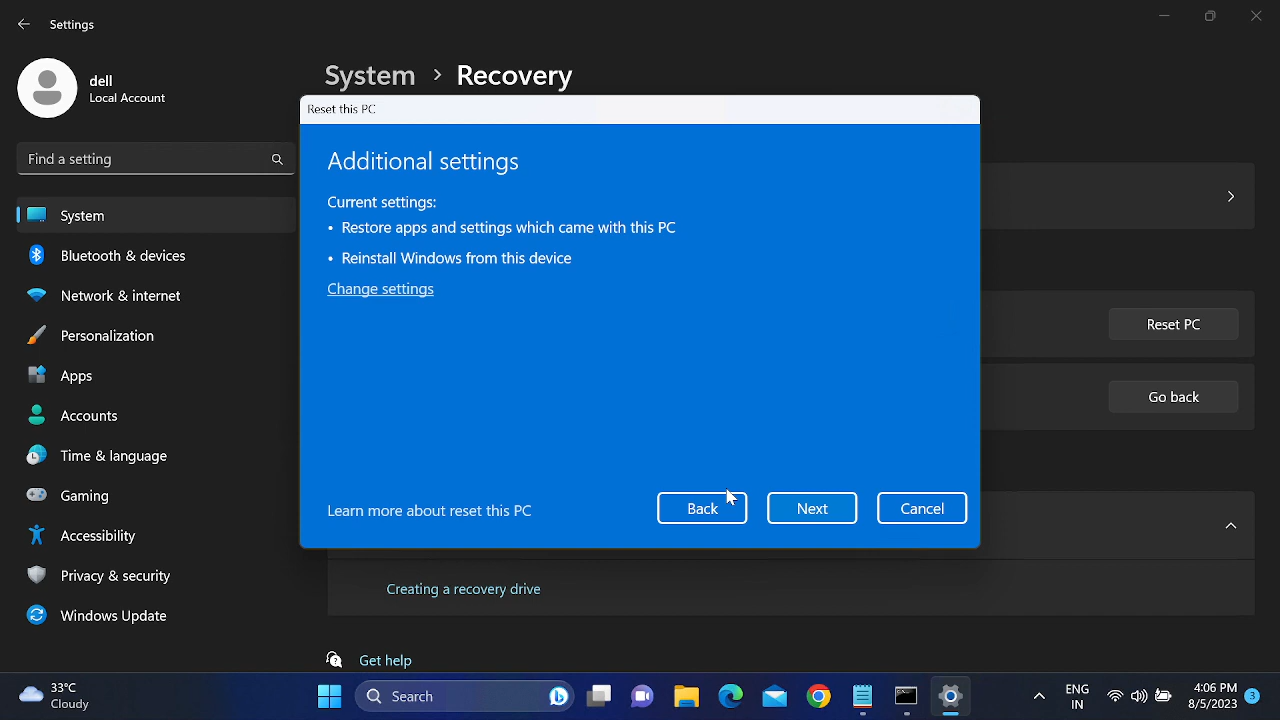 Settings
dell
Local Account
Find a setting
System
Bluetooth & devices
Network & internet
Personalization
Apps
Accounts
Time & language
Gaming
Accessibility
Privacy & security
Windows Update
System > Recovery
Reset this PC
Additional settings
Current settings:
• Restore apps and settings which came with this PC
• Reinstall Windows from this device
Change settings
Learn more about reset this PC
Back
Next
Cancel
Reset PC
Go back
Creating a recovery drive
Get help
33°C
Cloudy
Search
ENG
IN
4:06 PM
8/5/2023
3